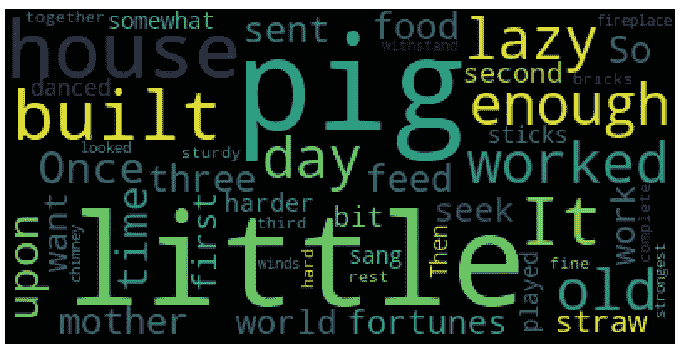 together somewhat sent food lazy fireplace
house pig withstand So
danced second bricks
built enough
looked sturdy day sticks
Once three feed worked
upon want time first harder bit seek It work complete
little third sang Then played
chimney winds hard rest fine old strongest
mother world fortunes straw